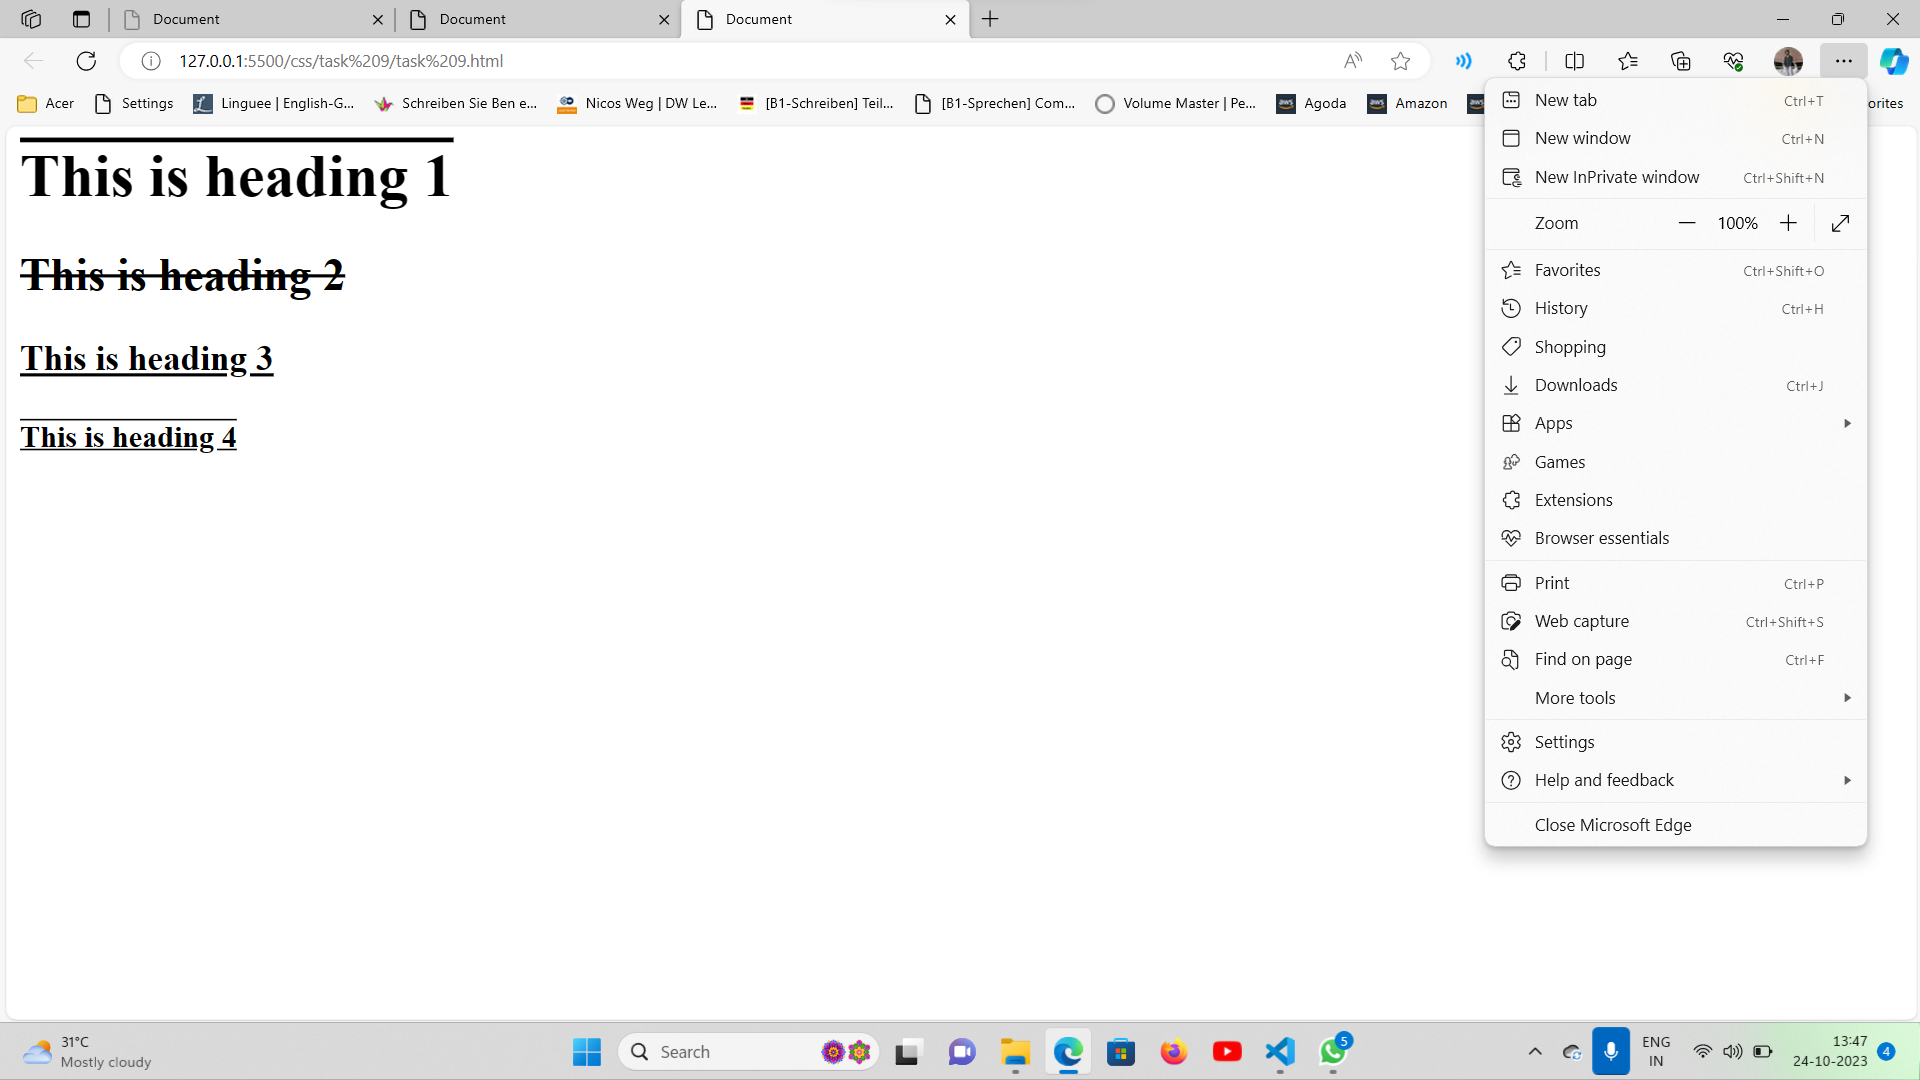 Document
Document
Document
127.0.0.1:5500/css/task%209/task%209.html
Acer
Settings
Linguee | English-G...
Schreiben Sie Ben e...
Nicos Weg | DW Le...
[B1-Schreiben] Teil...
[B1-Sprechen] Com...
Volume Master | Pe...
Agoda
Amazon
orites
This is heading 1
This is heading 2
This is heading 3
This is heading 4
New tab Ctrl+T
New window Ctrl+N
New InPrivate window Ctrl+Shift+N
Zoom 100%
Favorites Ctrl+Shift+O
History Ctrl+H
Shopping
Downloads Ctrl+J
Apps
Games
Extensions
Browser essentials
Print Ctrl+P
Web capture Ctrl+Shift+S
Find on page Ctrl+F
More tools
Settings
Help and feedback
Close Microsoft Edge
31°C
Mostly cloudy
Search
5
ENG
IN
13:47
24-10-2023
4